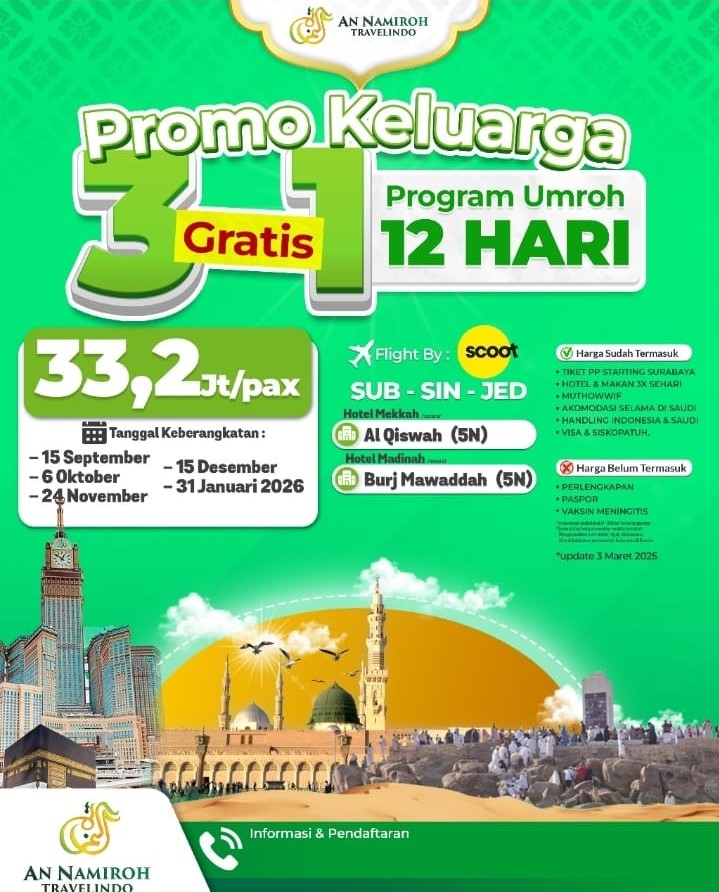 AN NAMIROH
TRAVELINDO
Promo Keluarga
3 Gratis 1
Program Umroh
12 HARI
33,2Jt/pax
Tanggal Keberangkatan :
– 15 September
– 6 Oktober
– 24 November
– 15 Desember
– 31 Januari 2026
Flight By : scoot
SUB - SIN - JED
Hotel Mekkah
Al Qiswah (5N)
Hotel Madinah
Burj Mawaddah (5N)
Harga Sudah Termasuk
• TIKET PP STARTING SURABAYA
• HOTEL & MAKAN 3X SEHARI
• MUTHOWWIF
• AKOMODASI SELAMA DI SAUDI
• HANDLING INDONESIA & SAUDI
• VISA & SISKOPATUH.
Harga Belum Termasuk
• PERLENGKAPAN
• PASPOR
• VAKSIN MENINGITIS
*update 3 Maret 2025
Informasi & Pendaftaran
AN NAMIROH
TRAVELINDO